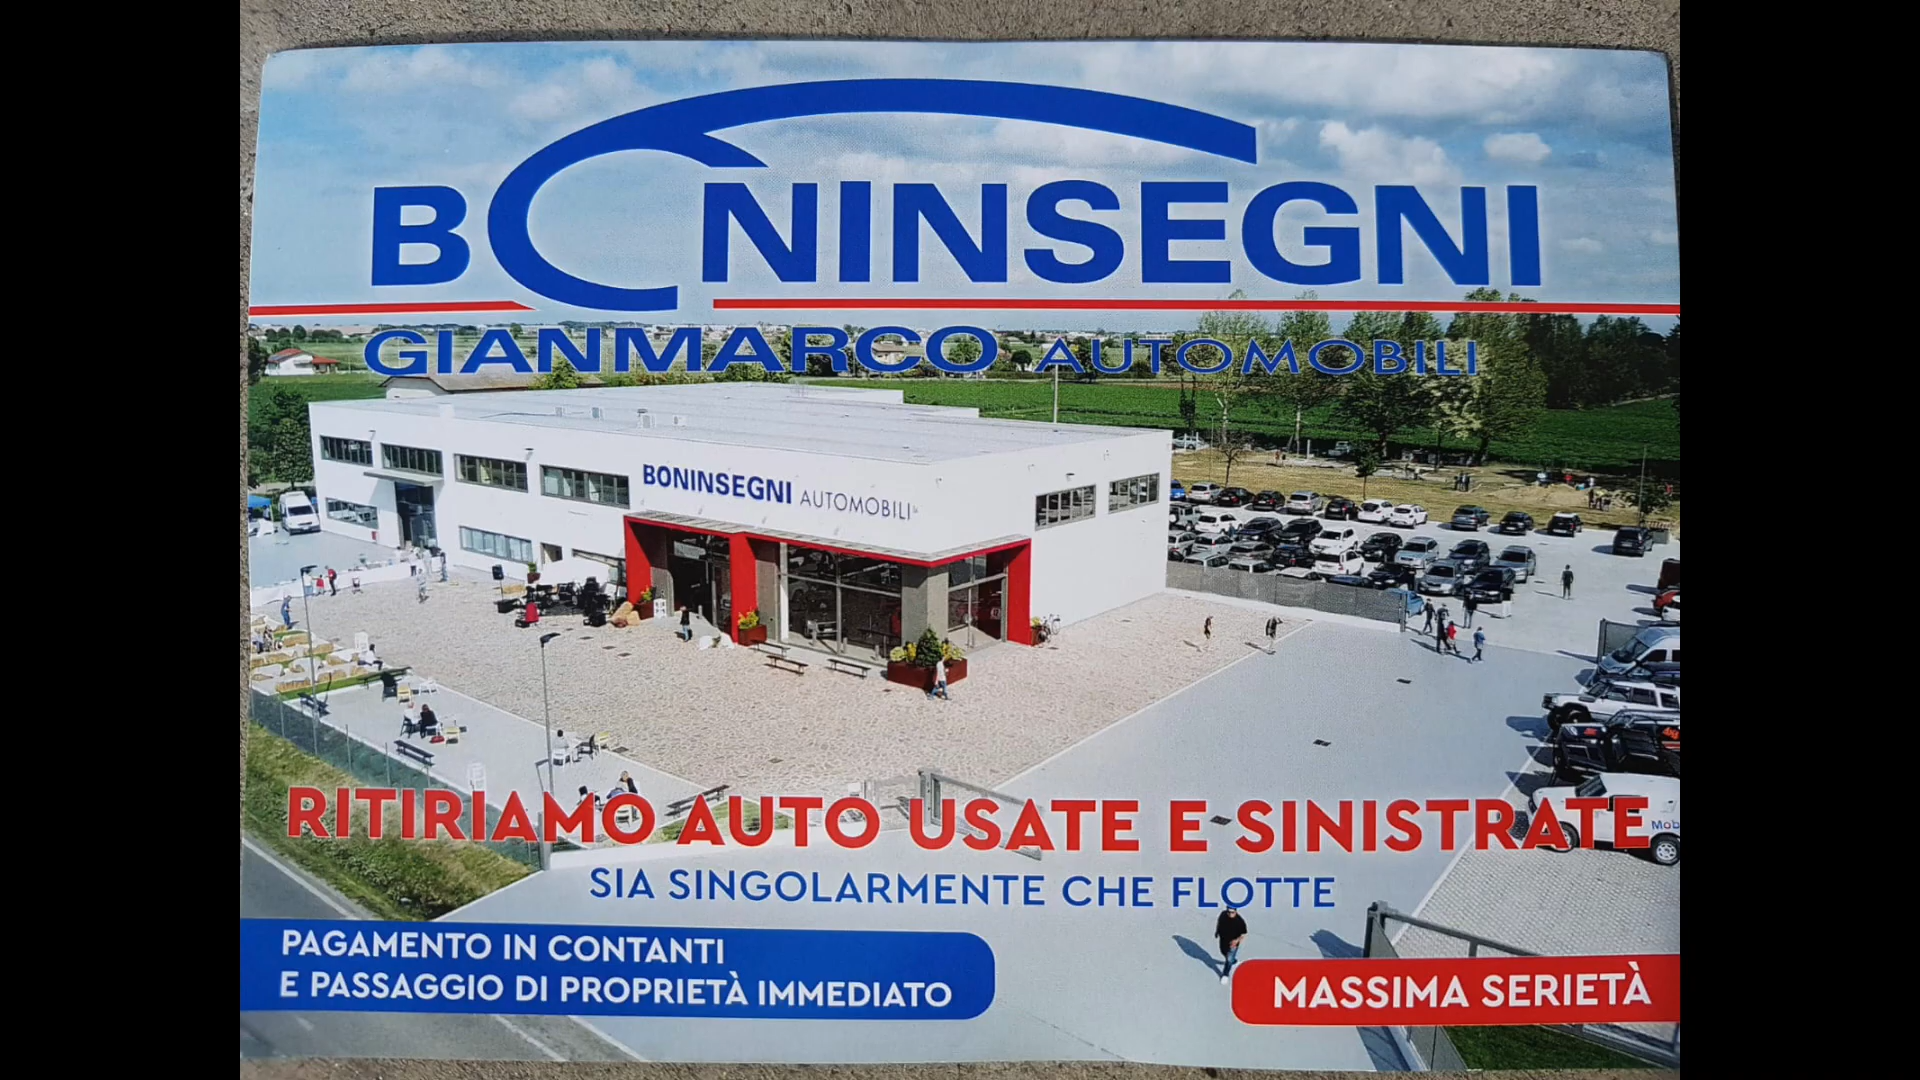 BONINSEGNI
GIANMARCO AUTOMOBILI
BONINSEGNI AUTOMOBILI
RITIRIAMO AUTO USATE E SINISTRATE
SIA SINGOLARMENTE CHE FLOTTE
PAGAMENTO IN CONTANTI
E PASSAGGIO DI PROPRIETÀ IMMEDIATO
MASSIMA SERIETÀ